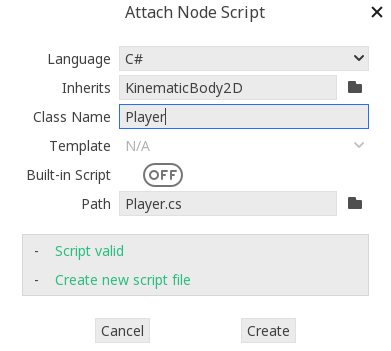 Attach Node Script
Language C#
Inherits KinematicBody2D
Class Name Player
Template N/A
Built-in Script OFF
Path Player.cs
- Script valid
- Create new script file
Cancel Create